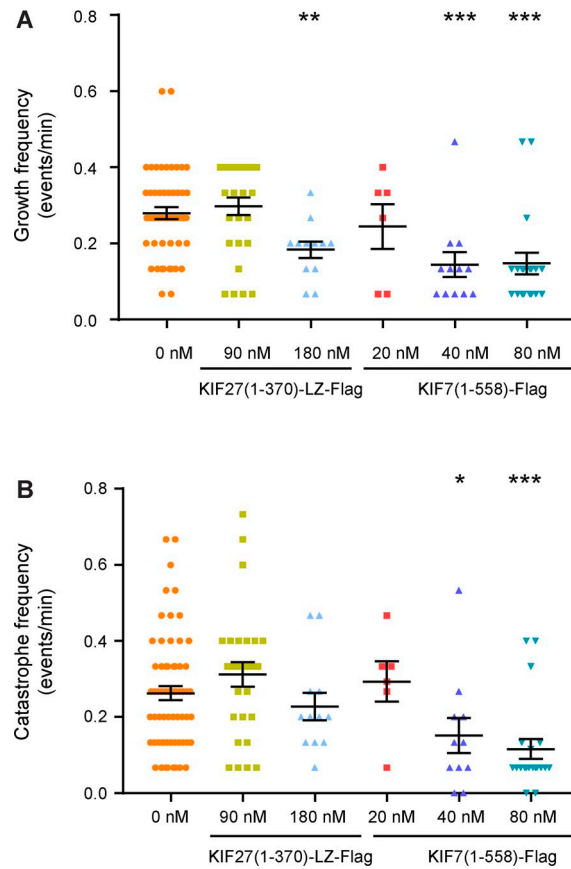 A
** *** ***
0.8
0.6
0.4
0.2
0.0
Growth frequency
(events/min)
0 nM 90 nM 180 nM 20 nM 40 nM 80 nM
KIF27(1-370)-LZ-Flag KIF7(1-558)-Flag
B
* ***
0.8
0.6
0.4
0.2
0.0
Catastrophe frequency
(events/min)
0 nM 90 nM 180 nM 20 nM 40 nM 80 nM
KIF27(1-370)-LZ-Flag KIF7(1-558)-Flag